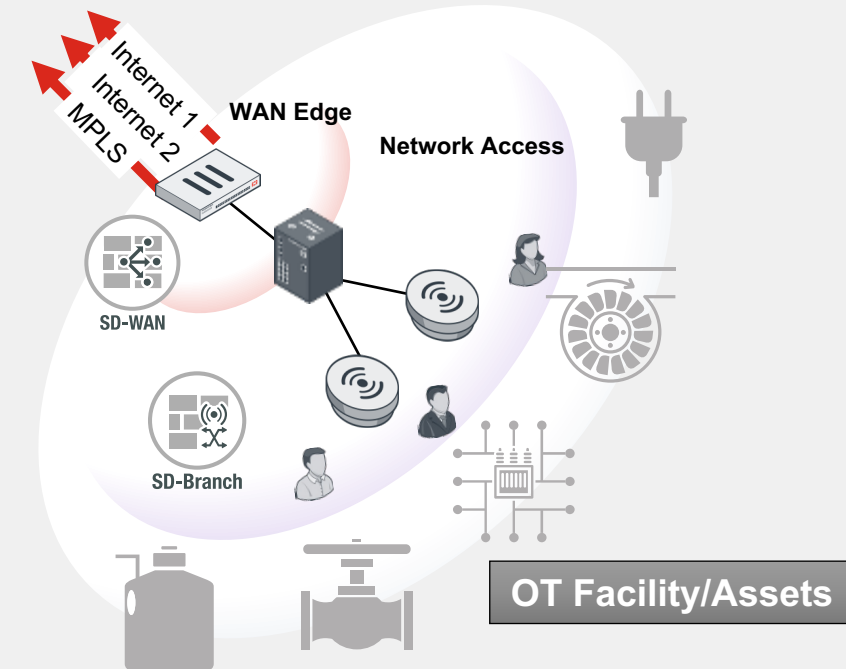 Internet 1
Internet 2
MPLS
WAN Edge
Network Access
SD-WAN
SD-Branch
OT Facility/Assets